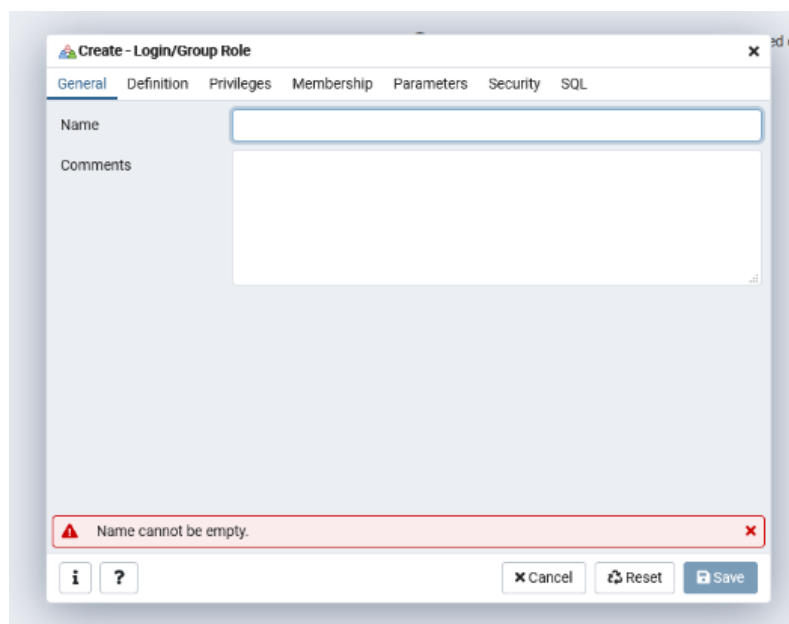 Create - Login/Group Role
General Definition Privileges Membership Parameters Security SQL
Name
Comments
Name cannot be empty.
i ? Cancel Reset Save